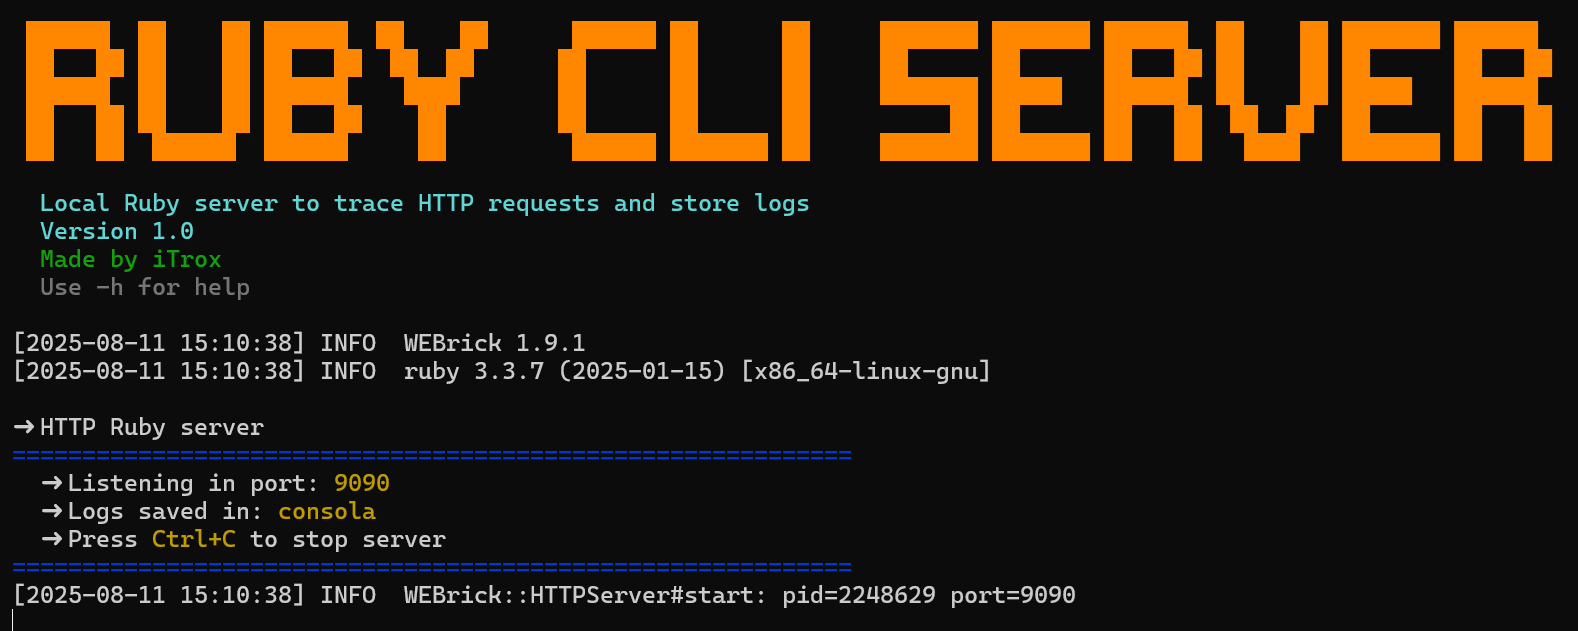 RUBY CLI SERVER
Local Ruby server to trace HTTP requests and store logs
Version 1.0
Made by iTrox
Use -h for help
[2025-08-11 15:10:38] INFO  WEBrick 1.9.1
[2025-08-11 15:10:38] INFO  ruby 3.3.7 (2025-01-15) [x86_64-linux-gnu]
➜ HTTP Ruby server
============================================================
➜ Listening in port: 9090
➜ Logs saved in: consola
➜ Press Ctrl+C to stop server
============================================================
[2025-08-11 15:10:38] INFO  WEBrick::HTTPServer#start: pid=2248629 port=9090